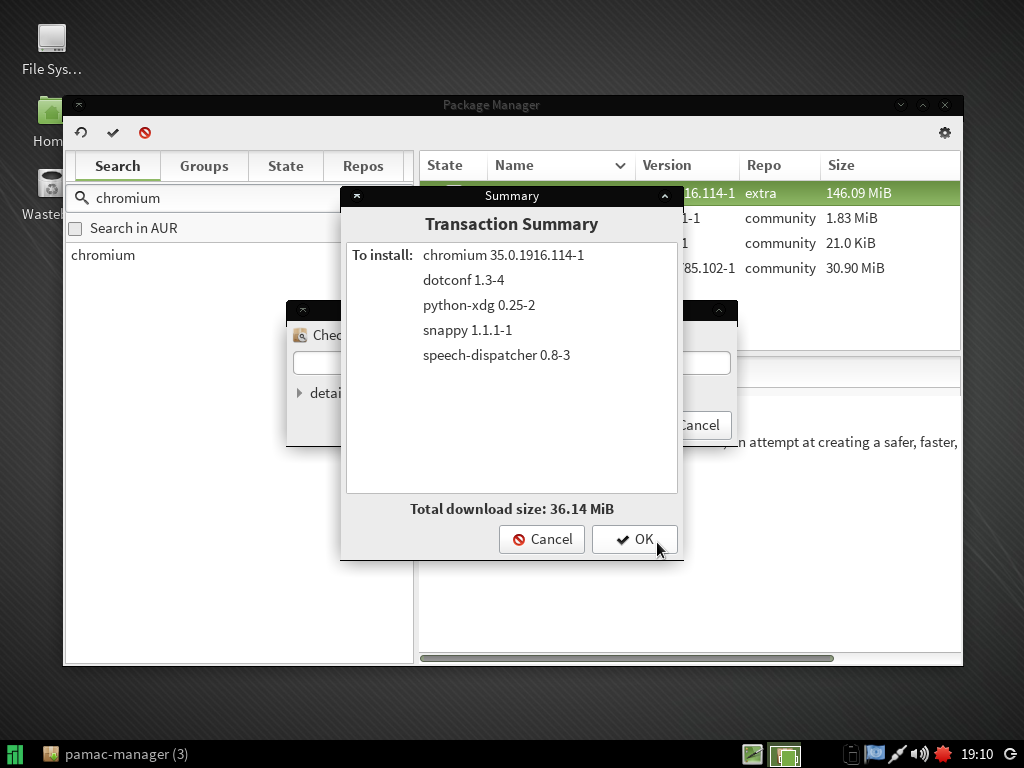 File Sys…
Hom
Waste
Package Manager
Search
Groups
State
Repos
chromium
Search in AUR
chromium
State
Name
Version
Repo
Size
16.114-1
extra
146.09 MiB
1-1
community
1.83 MiB
1
community
21.0 KiB
85.102-1
community
30.90 MiB
Summary
Transaction Summary
To install: chromium 35.0.1916.114-1
dotconf 1.3-4
python-xdg 0.25-2
snappy 1.1.1-1
speech-dispatcher 0.8-3
Total download size: 36.14 MiB
Cancel
OK
Chec
detai
Cancel
n attempt at creating a safer, faster,
pamac-manager (3)
19:10